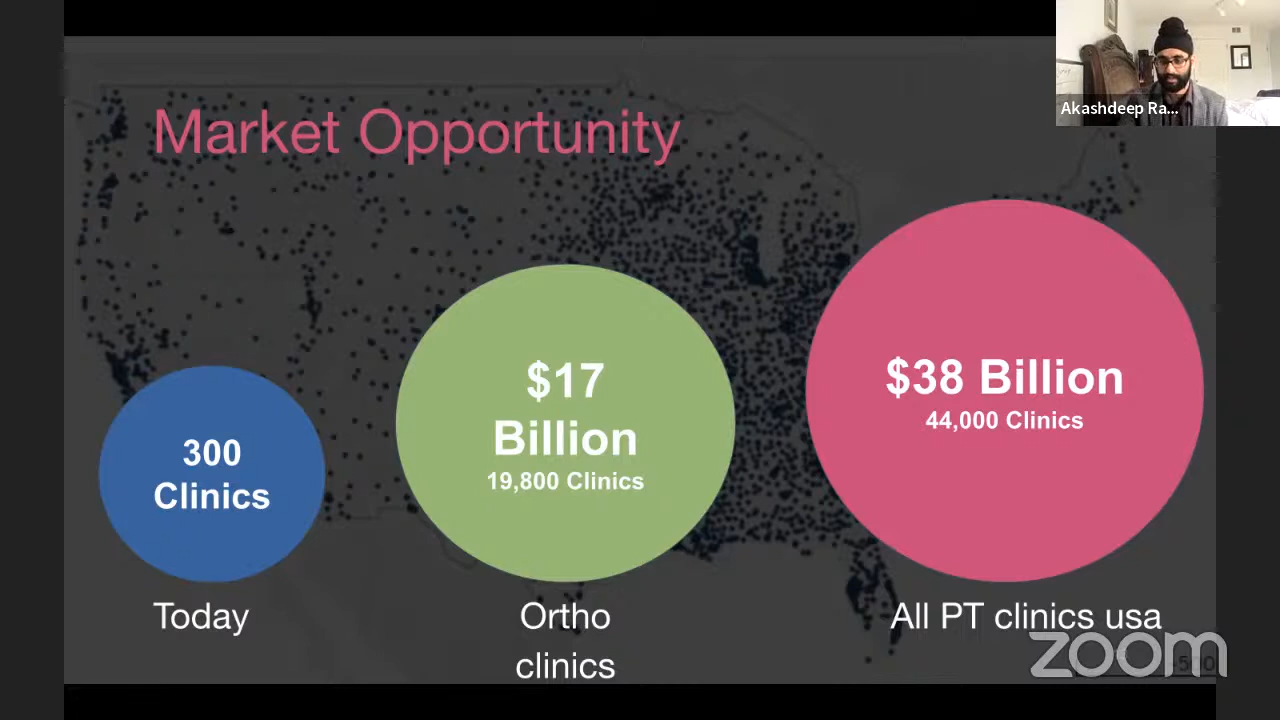 Akashdeep Ra...
Market Opportunity
300
Clinics
Today
$17
Billion
19,800 Clinics
Ortho
clinics
$38 Billion
44,000 Clinics
All PT clinics usa
zoom